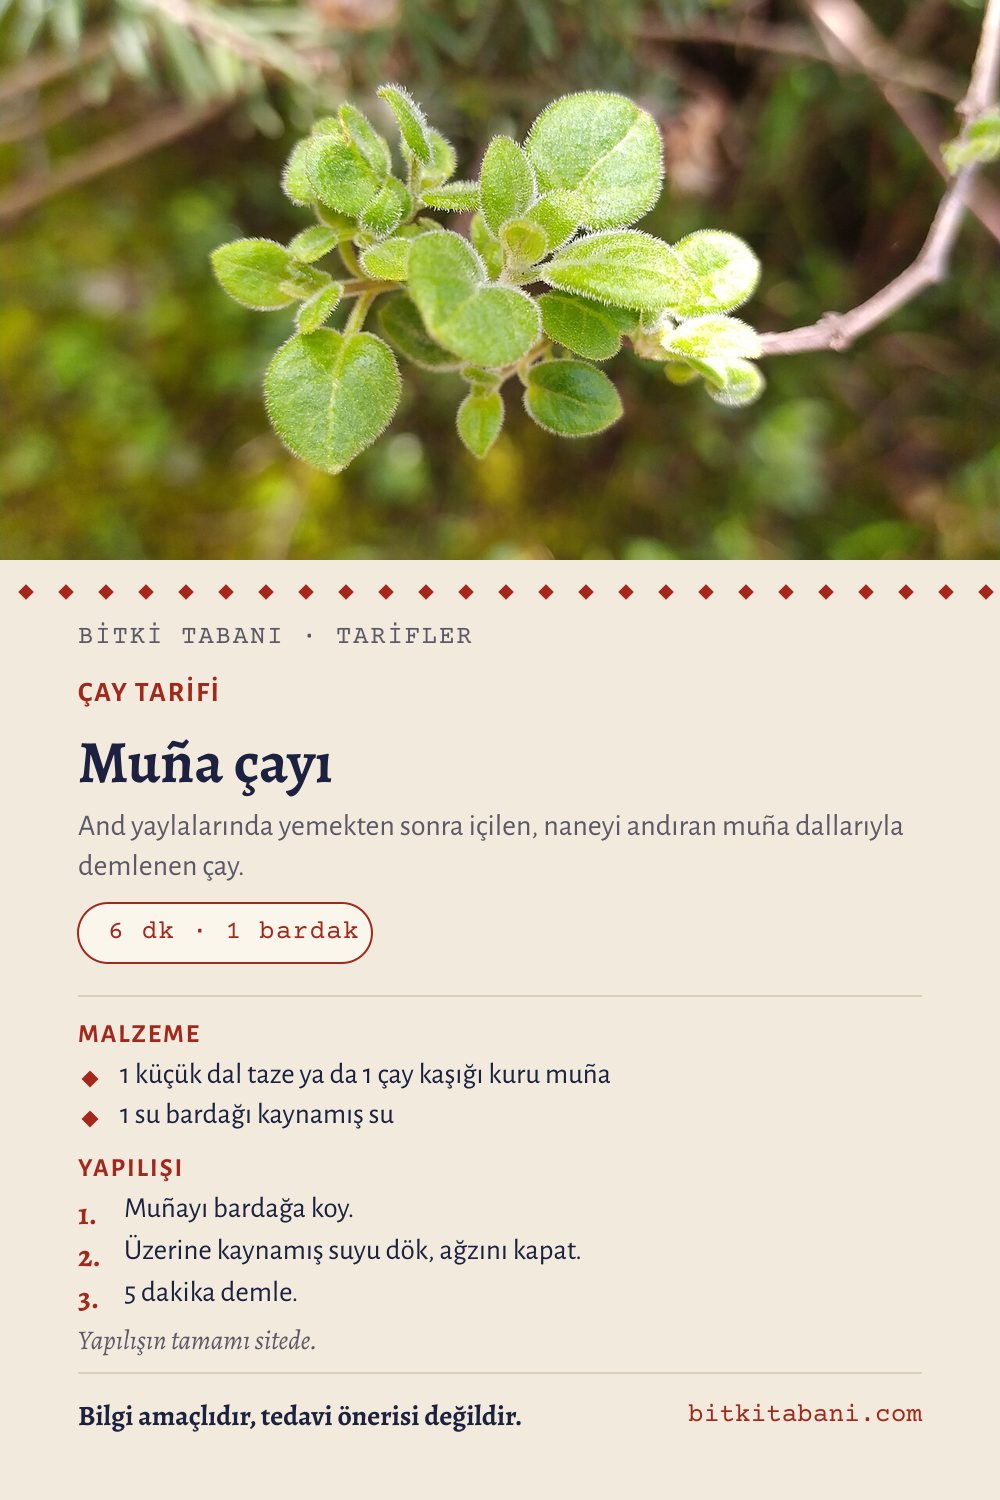 BİTKİ TABANI · TARİFLER
ÇAY TARİFİ
Muña çayı
And yaylalarında yemekten sonra içilen, naneyi andıran muña dallarıyla
demlenen çay.
6 dk · 1 bardak
MALZEME
◆ 1 küçük dal taze ya da 1 çay kaşığı kuru muña
◆ 1 su bardağı kaynamış su
YAPILIŞI
1. Muñayı bardağa koy.
2. Üzerine kaynamış suyu dök, ağzını kapat.
3. 5 dakika demle.
Yapılışın tamamı sitede.
Bilgi amaçlıdır, tedavi önerisi değildir. bitkitabani.com